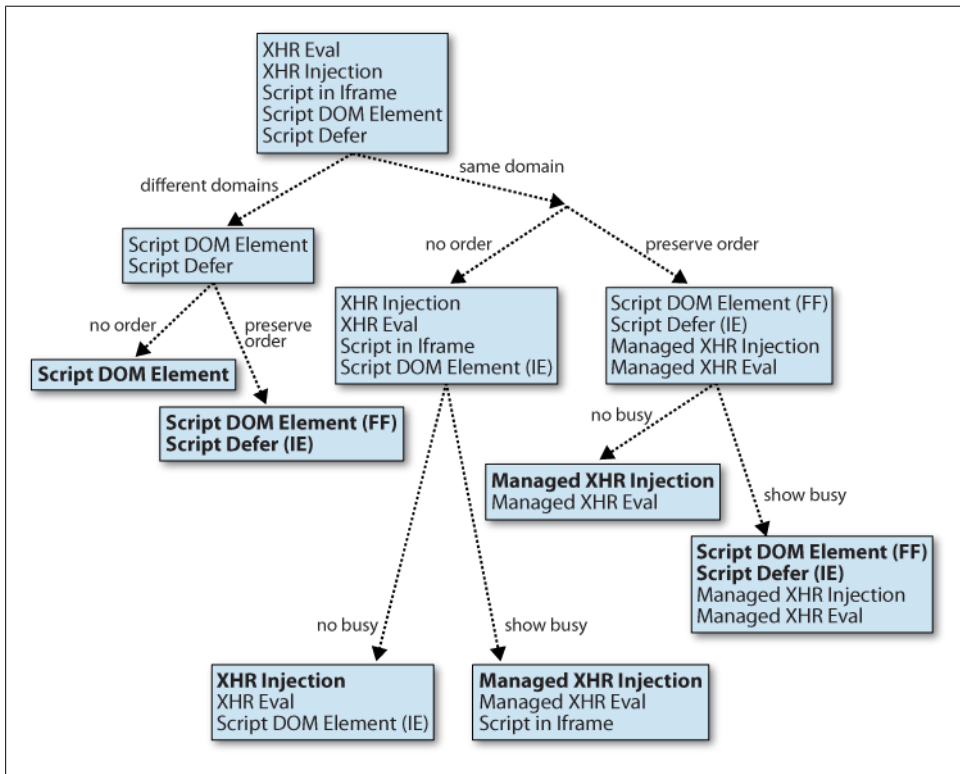 XHR Eval
XHR Injection
Script in Iframe
Script DOM Element
Script Defer
different domains
same domain
Script DOM Element
Script Defer
no order
preserve order
XHR Injection
XHR Eval
Script in Iframe
Script DOM Element (IE)
Script DOM Element (FF)
Script Defer (IE)
Managed XHR Injection
Managed XHR Eval
no order
preserve
order
Script DOM Element
Script DOM Element (FF)
Script Defer (IE)
no busy
Managed XHR Injection
Managed XHR Eval
show busy
Script DOM Element (FF)
Script Defer (IE)
Managed XHR Injection
Managed XHR Eval
no busy
show busy
XHR Injection
XHR Eval
Script DOM Element (IE)
Managed XHR Injection
Managed XHR Eval
Script in Iframe